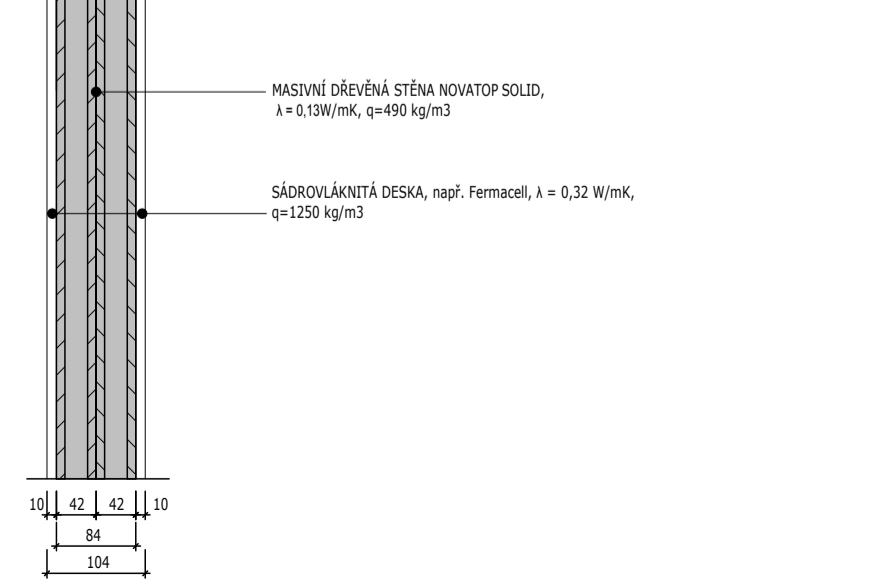 MASIVNÍ DŘEVĚNÁ STĚNA NOVATOP SOLID,
λ = 0,13W/mK, q=490 kg/m3
SÁDROVLÁKNITÁ DESKA, např. Fermacell, λ = 0,32 W/mK,
q=1250 kg/m3
10 42 42 10
84
104